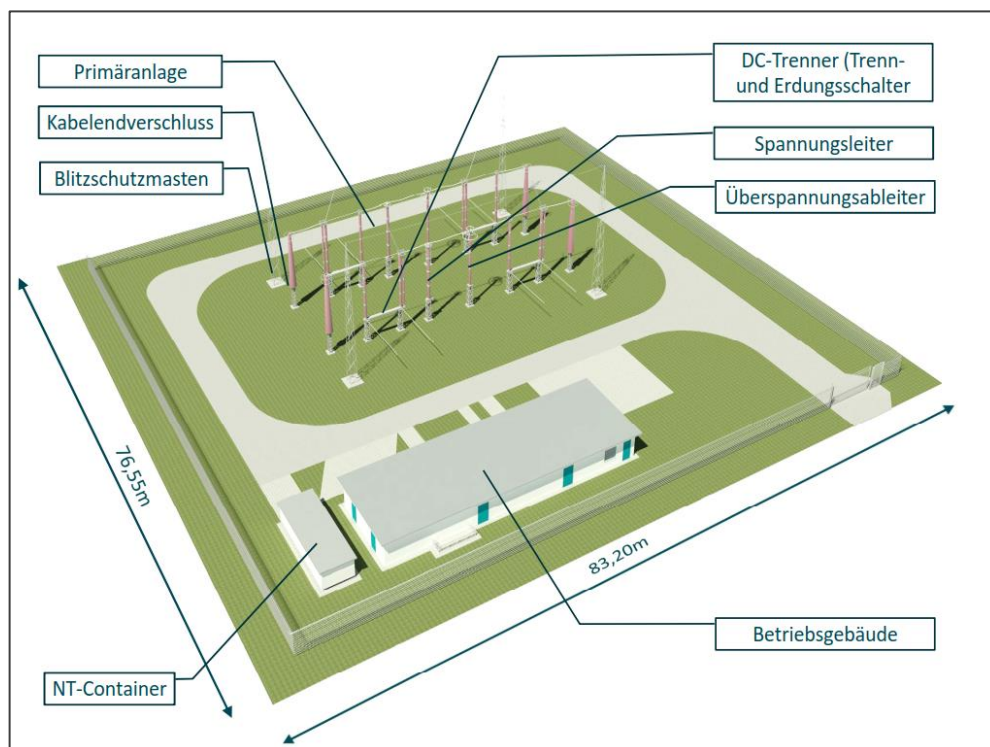 Primäranlage
Kabelendverschluss
Blitzschutzmasten
DC-Trenner (Trenn-
und Erdungsschalter
Spannungsleiter
Überspannungsableiter
76,55m
83,20m
Betriebsgebäude
NT-Container